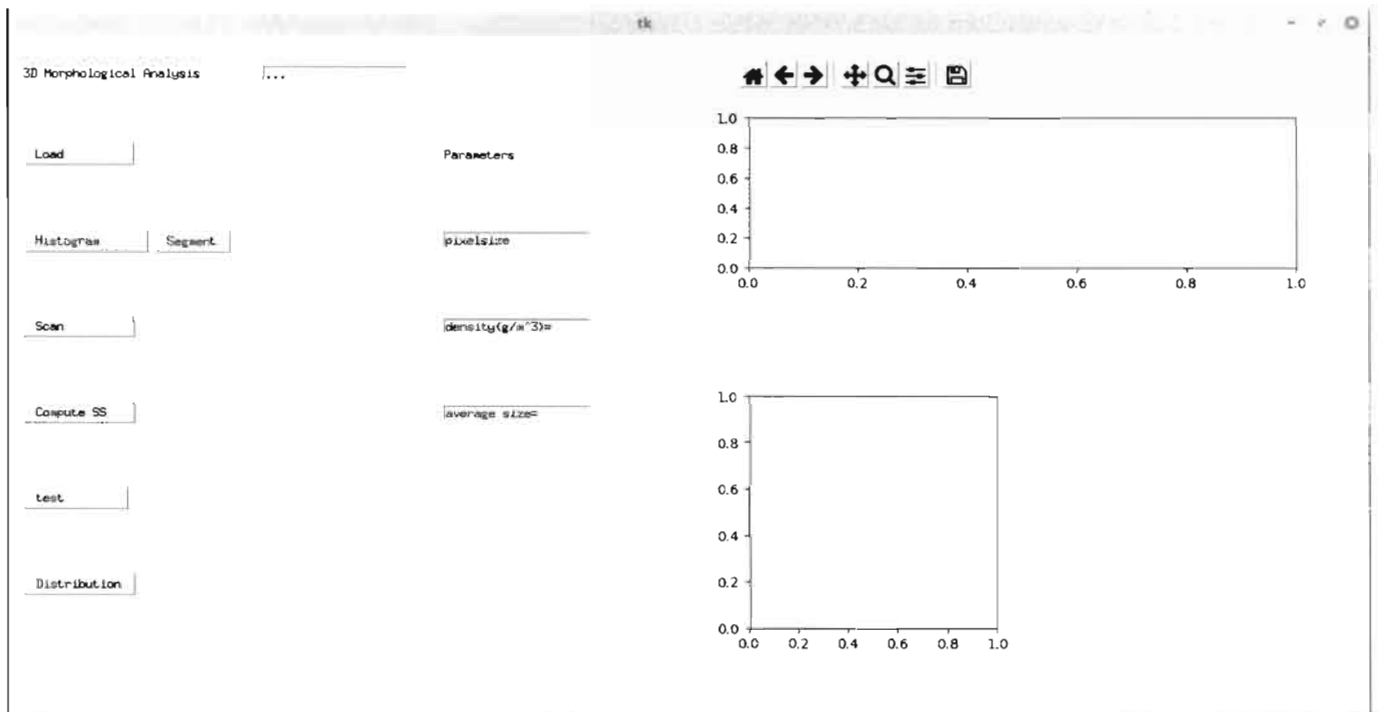 tk
3D Morphological Analysis ...
Load
Parameters
Histogram Segment
pixelsize
Scan
density(g/m^3)=
Compute SS
average size=
test
Distribution
1.0
0.8
0.6
0.4
0.2
0.0
0.0 0.2 0.4 0.6 0.8 1.0
1.0
0.8
0.6
0.4
0.2
0.0
0.0 0.2 0.4 0.6 0.8 1.0